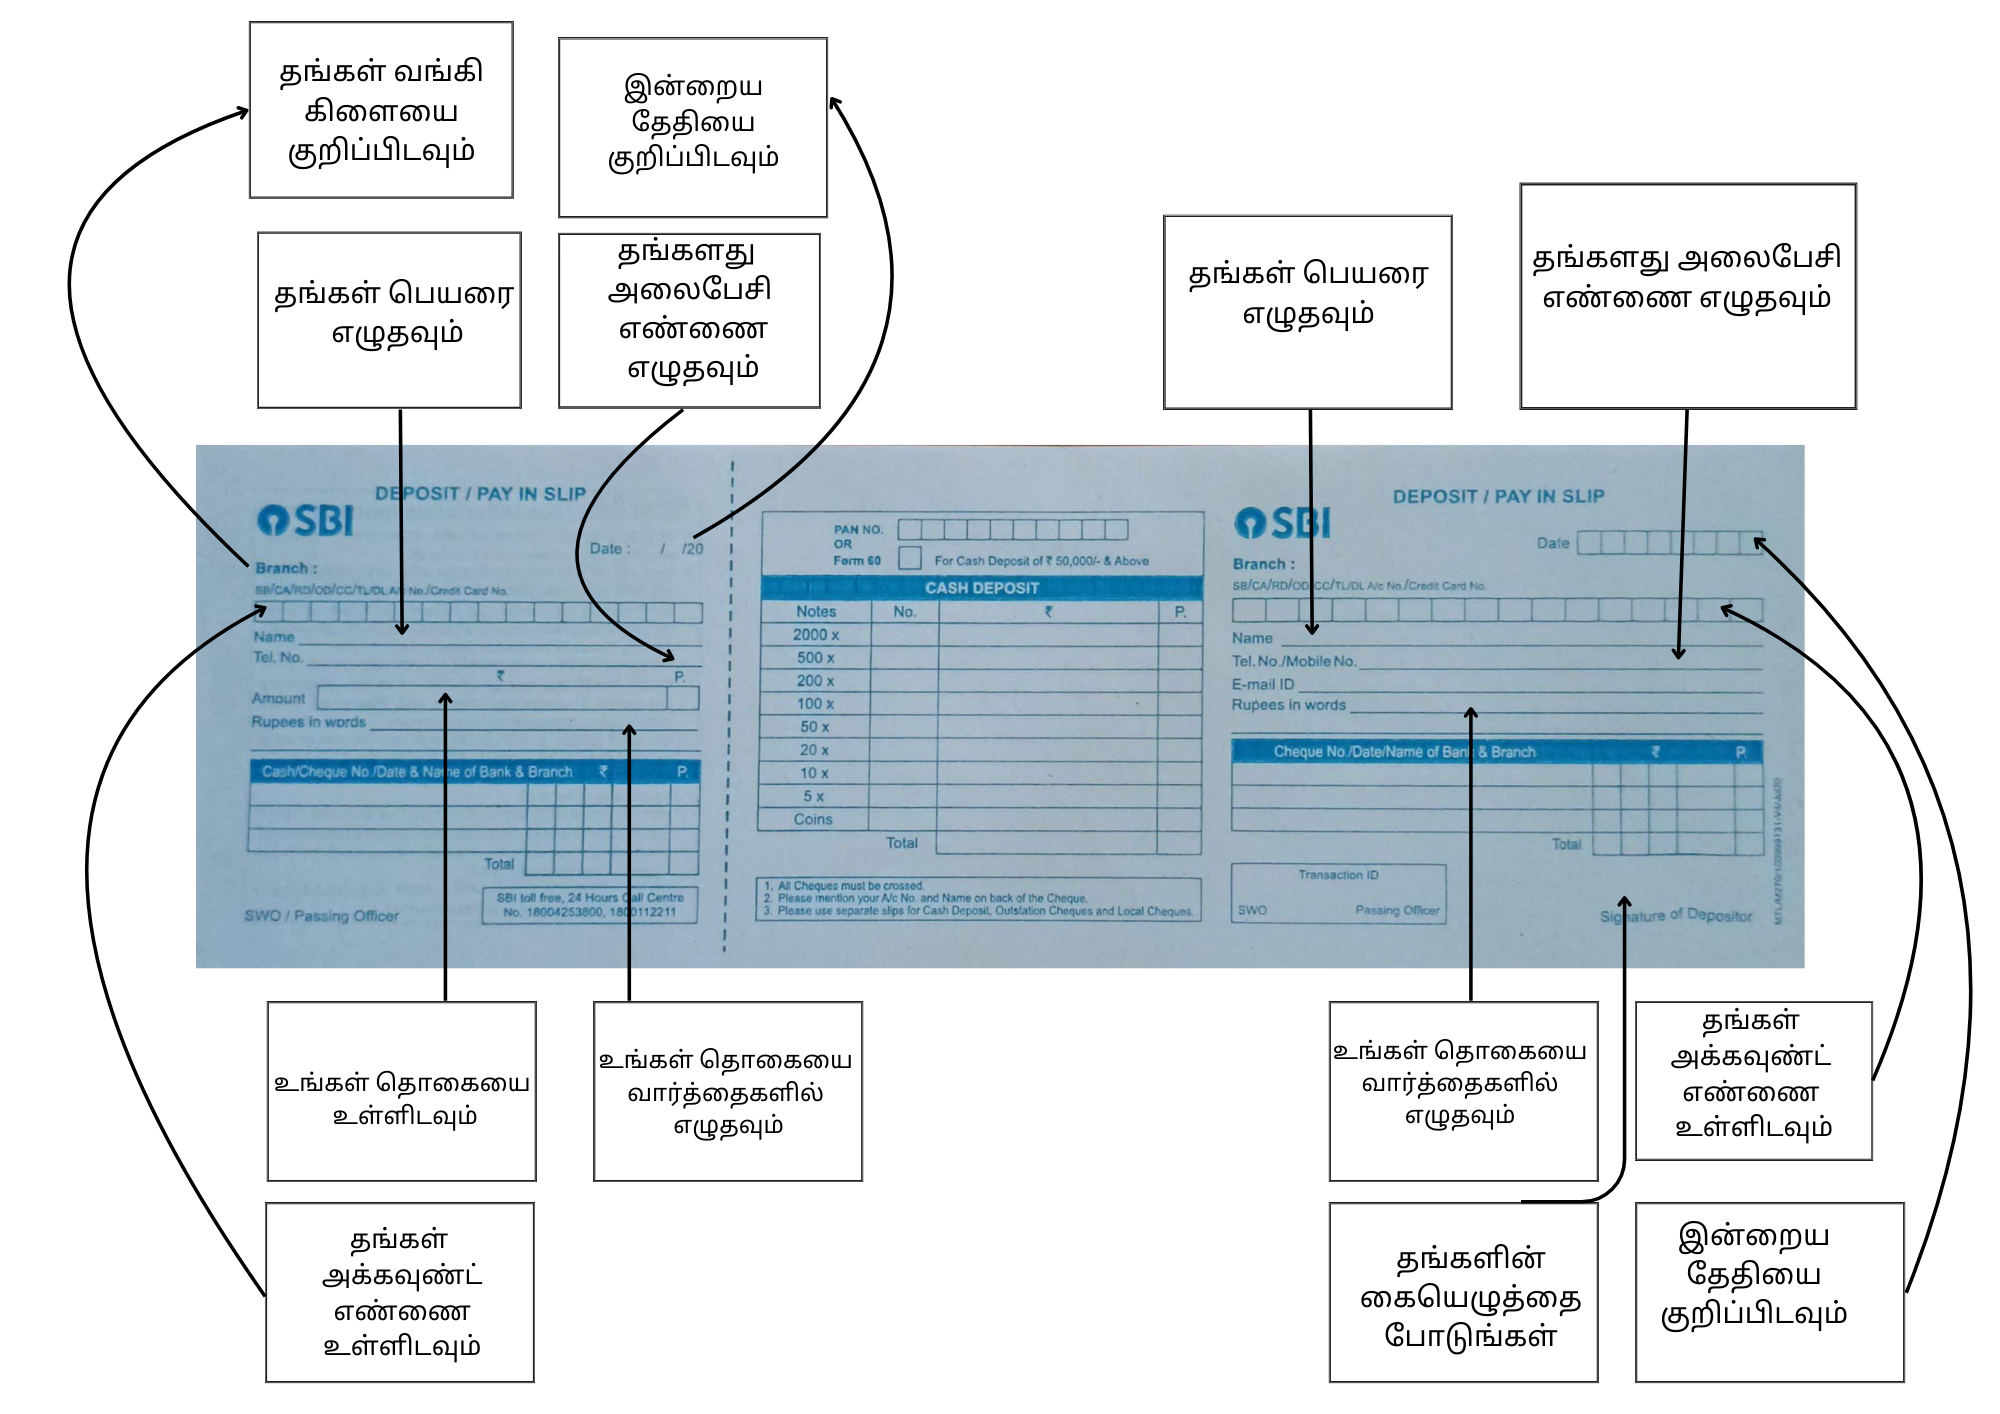 தங்கள் வங்கி
கிளையை
குறிப்பிடவும்
இன்றைய
தேதியை
குறிப்பிடவும்
தங்கள் பெயரை
எழுதவும்
தங்களது
அலைபேசி
எண்ணை
எழுதவும்
தங்கள் பெயரை
எழுதவும்
தங்களது அலைபேசி
எண்ணை எழுதவும்
DEPOSIT / PAY IN SLIP
SBI
Date : / /20
Branch :
SB/CA/RD/OD/CC/TL/DL A/c No./Credit Card No.
Name
Tel. No.
₹ P.
Amount
Rupees in words
Cash/Cheque No./Date & Name of Bank & Branch ₹ P.
Total
SBI toll free, 24 Hours Call Centre
No. 18004253800, 1800112211
SWO / Passing Officer
PAN NO.
OR
Form 60 For Cash Deposit of ₹ 50,000/- & Above
CASH DEPOSIT
Notes No. ₹ P.
2000 x
500 x
200 x
100 x
50 x
20 x
10 x
5 x
Coins
Total
1. All Cheques must be crossed.
2. Please mention your A/c No. and Name on back of the Cheque.
3. Please use separate slips for Cash Deposit, Outstation Cheques and Local Cheques.
DEPOSIT / PAY IN SLIP
SBI
Date
Branch :
SB/CA/RD/OD/CC/TL/DL A/c No./Credit Card No.
Name
Tel. No./Mobile No.
E-mail ID
Rupees in words
Cheque No./Date/Name of Bank & Branch ₹ P.
Total
Transaction ID
SWO Passing Officer
Signature of Depositor
உங்கள் தொகையை
உள்ளிடவும்
உங்கள் தொகையை
வார்த்தைகளில்
எழுதவும்
உங்கள் தொகையை
வார்த்தைகளில்
எழுதவும்
தங்கள்
அக்கவுண்ட்
எண்ணை
உள்ளிடவும்
தங்கள்
அக்கவுண்ட்
எண்ணை
உள்ளிடவும்
தங்களின்
கையெழுத்தை
போடுங்கள்
இன்றைய
தேதியை
குறிப்பிடவும்